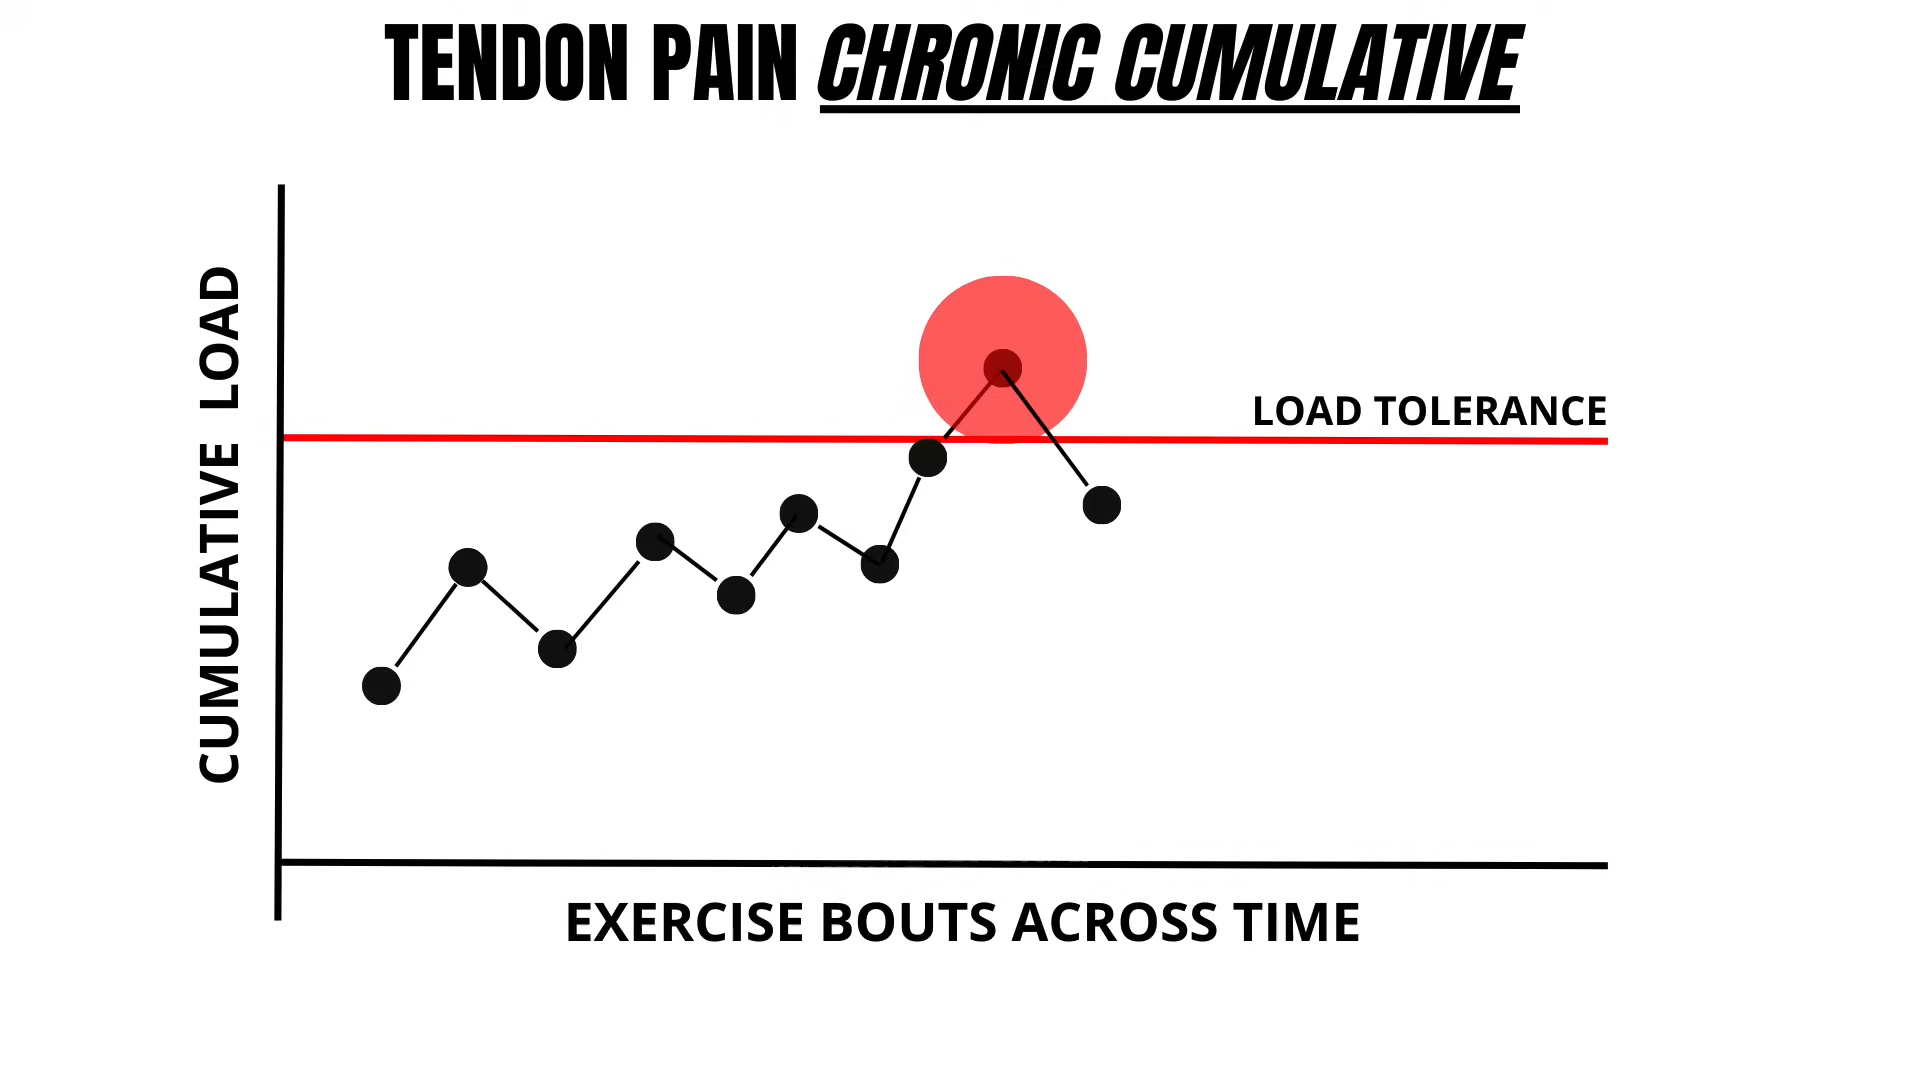 TENDON PAIN CHRONIC CUMULATIVE
CUMULATIVE LOAD
LOAD TOLERANCE
EXERCISE BOUTS ACROSS TIME